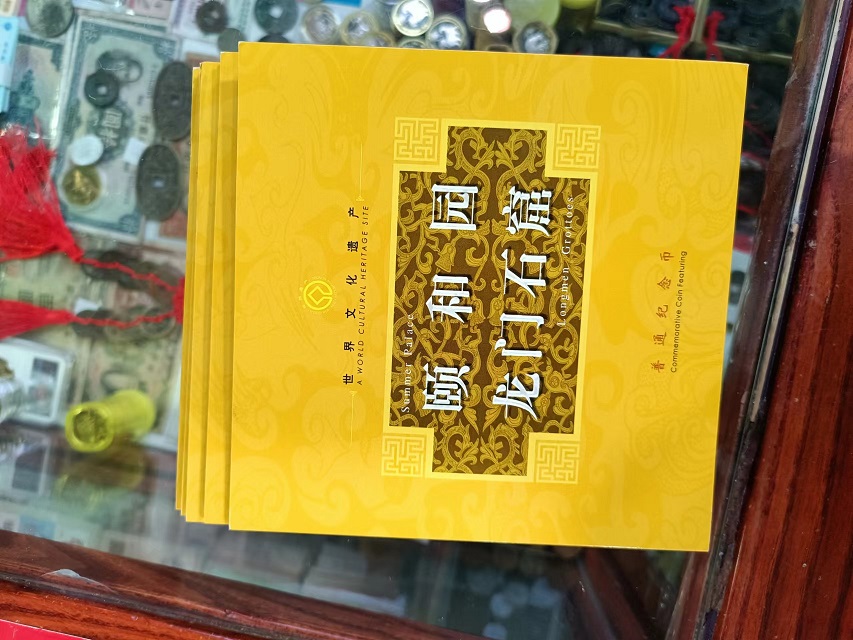 世界文化遗产
A WORLD CULTURAL HERITAGE SITE
Summer Palace
颐和园
龙门石窟
Longmen Grottoes
普通纪念币
Commemorative Coin Featuring